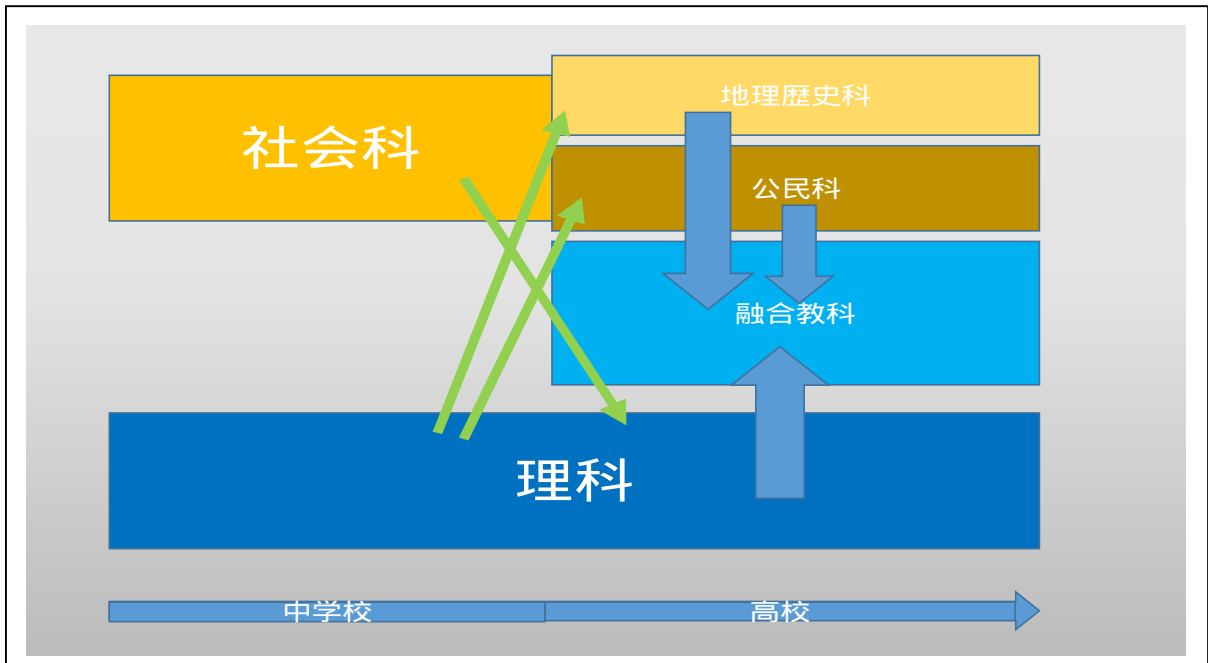 地理歴史科
社会科
公民科
融合教科
理科
中学校
高校